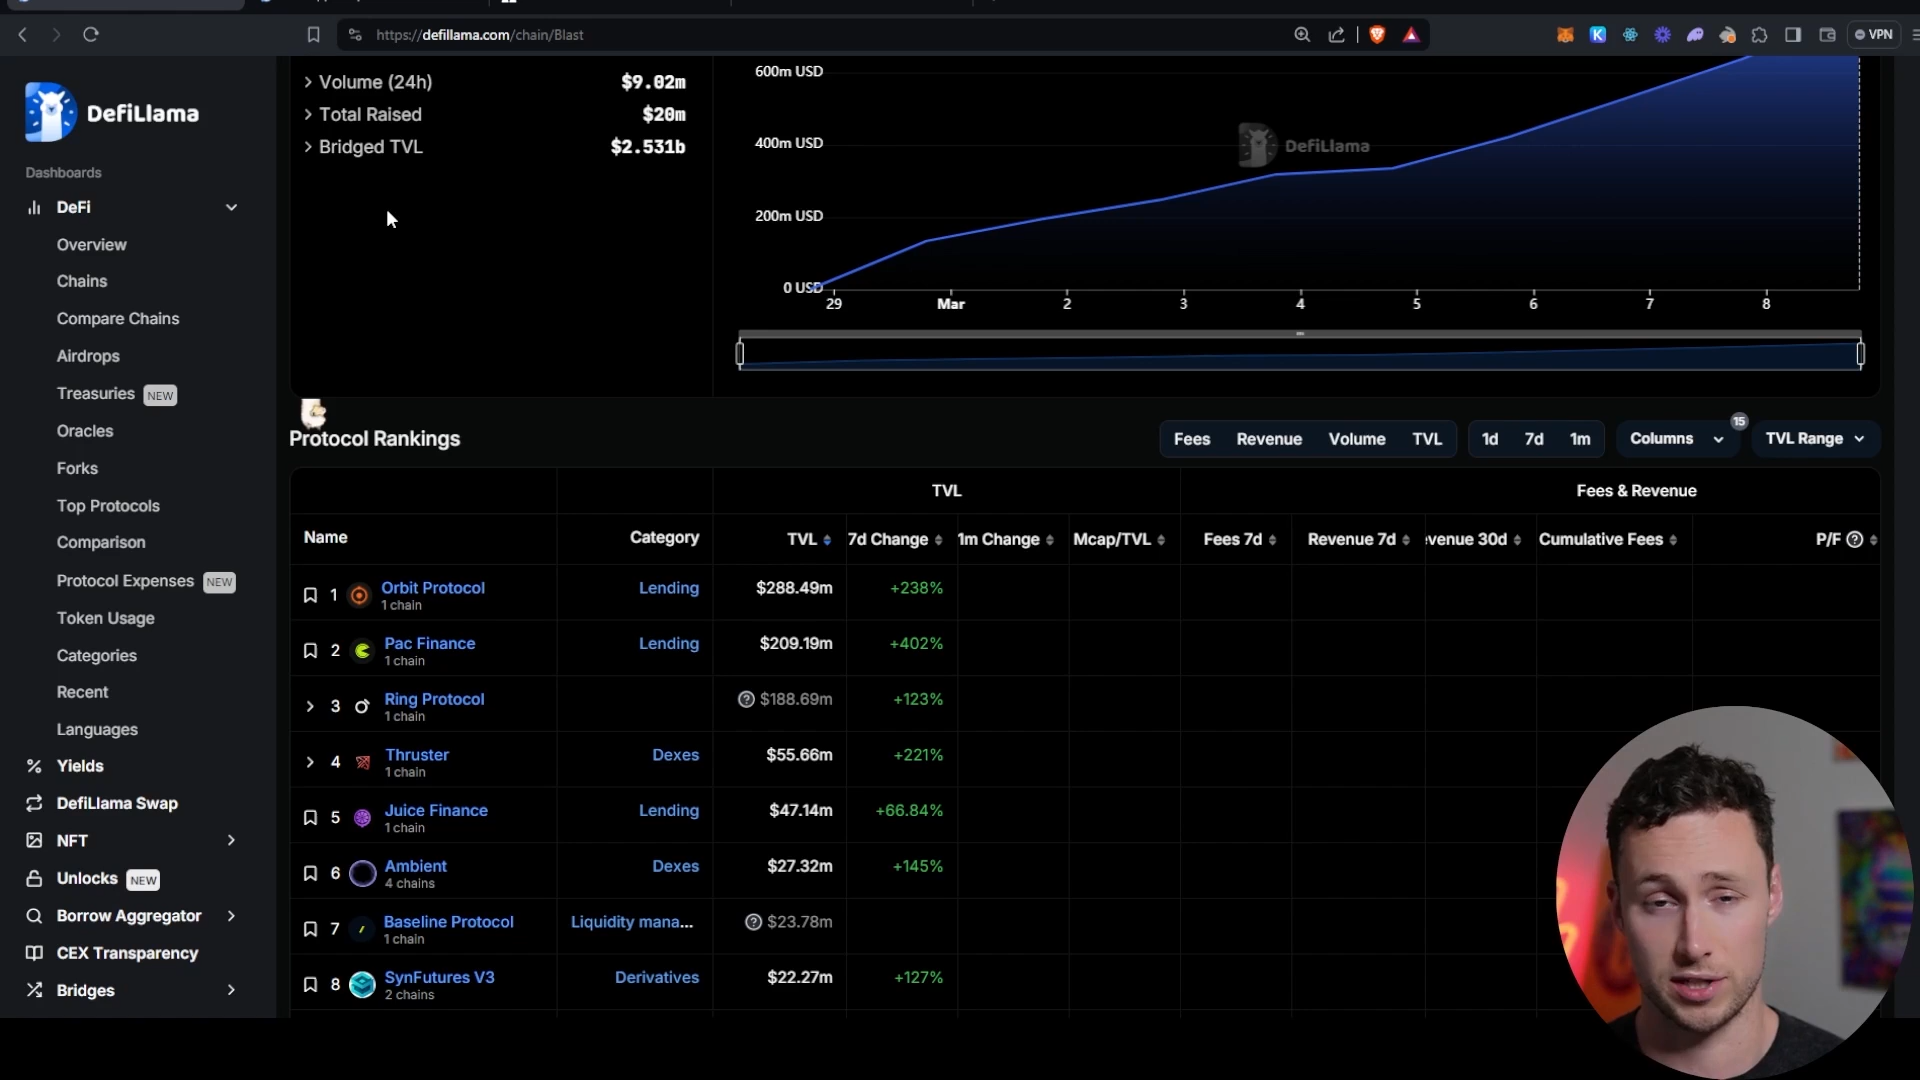 https://defillama.com/chain/Blast
VPN
DefiLlama
Dashboards
DeFi
Overview
Chains
Compare Chains
Airdrops
Treasuries NEW
Oracles
Forks
Top Protocols
Comparison
Protocol Expenses NEW
Token Usage
Categories
Recent
Languages
Yields
DefiLlama Swap
NFT
Unlocks NEW
Borrow Aggregator
CEX Transparency
Bridges
Volume (24h) $9.02m
Total Raised $20m
Bridged TVL $2.531b
600m USD
400m USD
200m USD
0 USD
DefiLlama
29 Mar 2 3 4 5 6 7 8
Protocol Rankings
Fees Revenue Volume TVL
1d 7d 1m
Columns 15
TVL Range
TVL Fees & Revenue
Name Category TVL 7d Change 1m Change Mcap/TVL Fees 7d Revenue 7d evenue 30d Cumulative Fees P/F
1 Orbit Protocol Lending $288.49m +238%
1 chain
2 Pac Finance Lending $209.19m +402%
1 chain
3 Ring Protocol $188.69m +123%
1 chain
4 Thruster Dexes $55.66m +221%
1 chain
5 Juice Finance Lending $47.14m +66.84%
1 chain
6 Ambient Dexes $27.32m +145%
4 chains
7 Baseline Protocol Liquidity mana... $23.78m
1 chain
8 SynFutures V3 Derivatives $22.27m +127%
2 chains